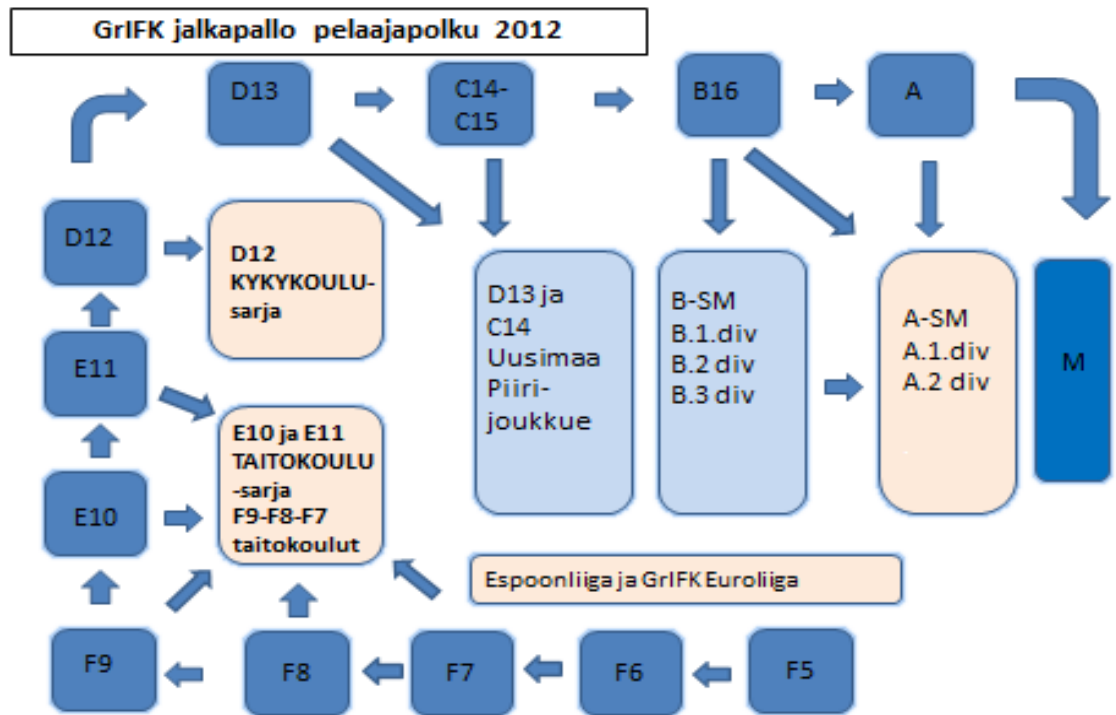 GrIFK jalkapallo pelaajapolku 2012
D13
C14-
C15
B16
A
D12
D12
KYKYKOULU-
sarja
D13 ja
C14
Uusimaa
Piiri-
joukkue
B-SM
B.1.div
B.2 div
B.3 div
A-SM
A.1.div
A.2 div
M
E11
E10 ja E11
TAITOKOULU
-sarja
F9-F8-F7
taitokoulut
E10
Espoonliiga ja GrIFK Euroliiga
F9
F8
F7
F6
F5